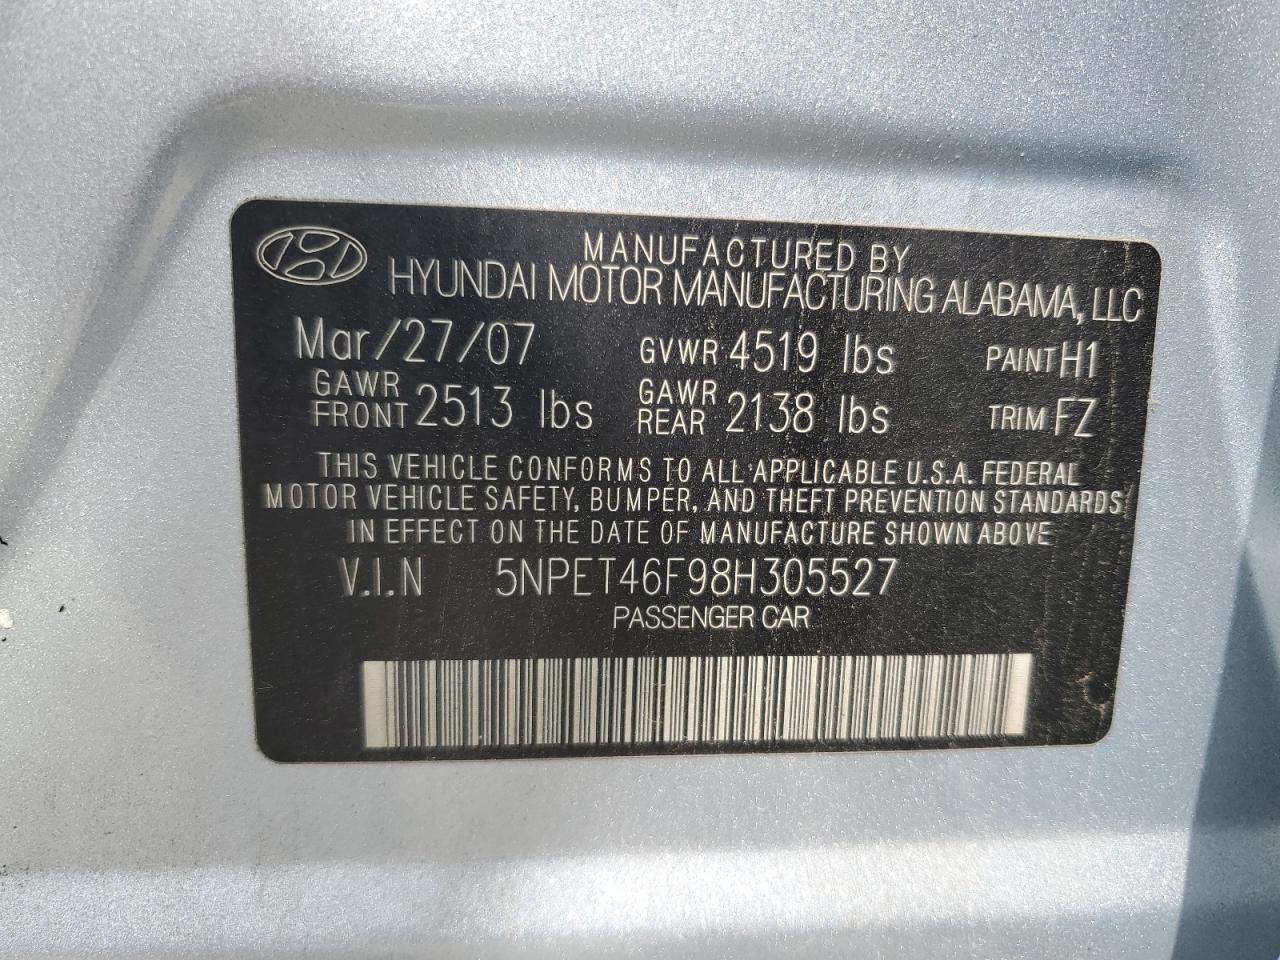 MANUFACTURED BY
HYUNDAI MOTOR MANUFACTURING ALABAMA, LLC
Mar/27/07 GVWR 4519 lbs PAINT H1
GAWR FRONT 2513 lbs GAWR REAR 2138 lbs TRIM FZ
THIS VEHICLE CONFORMS TO ALL APPLICABLE U.S.A. FEDERAL
MOTOR VEHICLE SAFETY, BUMPER, AND THEFT PREVENTION STANDARDS
IN EFFECT ON THE DATE OF MANUFACTURE SHOWN ABOVE
V.I.N 5NPET46F98H305527
PASSENGER CAR